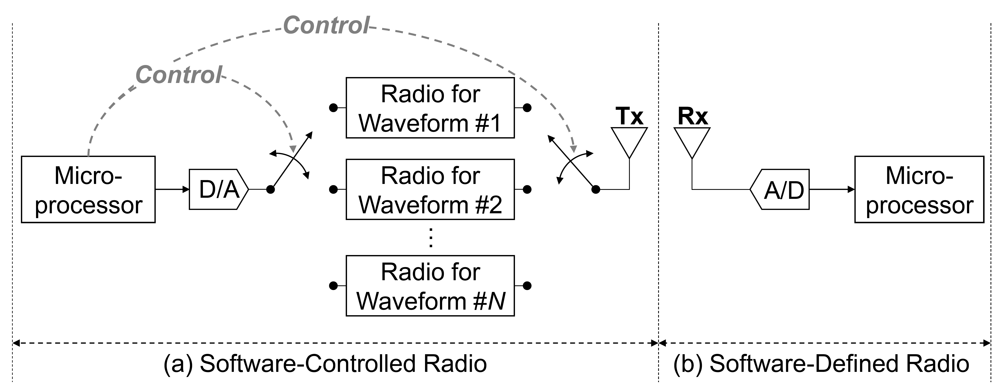 Control
Control
Radio for
Waveform #1
Tx
Rx
Micro-
processor
D/A
Radio for
Waveform #2
A/D
Micro-
processor
⋮
Radio for
Waveform #N
(a) Software-Controlled Radio
(b) Software-Defined Radio